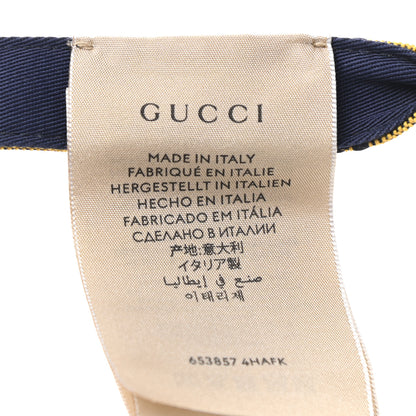 GUCCI
MADE IN ITALY
FABRIQUÉ EN ITALIE
HERGESTELLT IN ITALIEN
HECHO EN ITALIA
FABRICADO EM ITÁLIA
СДЕЛАНО В ИТАЛИИ
产地:意大利
イタリア製
صنع في إيطاليا
이태리제
653857 4HAFK